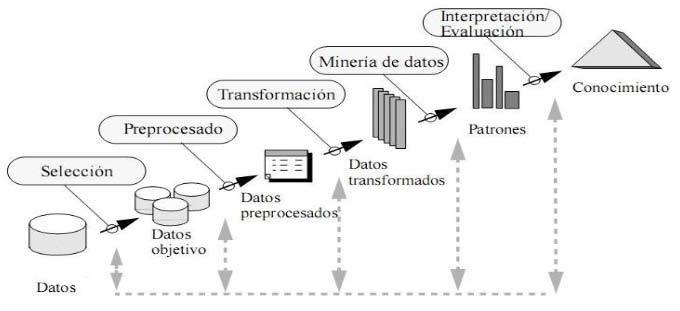 Interpretación/
Evaluación
Minería de datos
Transformación
Preprocesado
Selección
Conocimiento
Patrones
Datos
transformados
Datos
preprocesados
Datos
objetivo
Datos